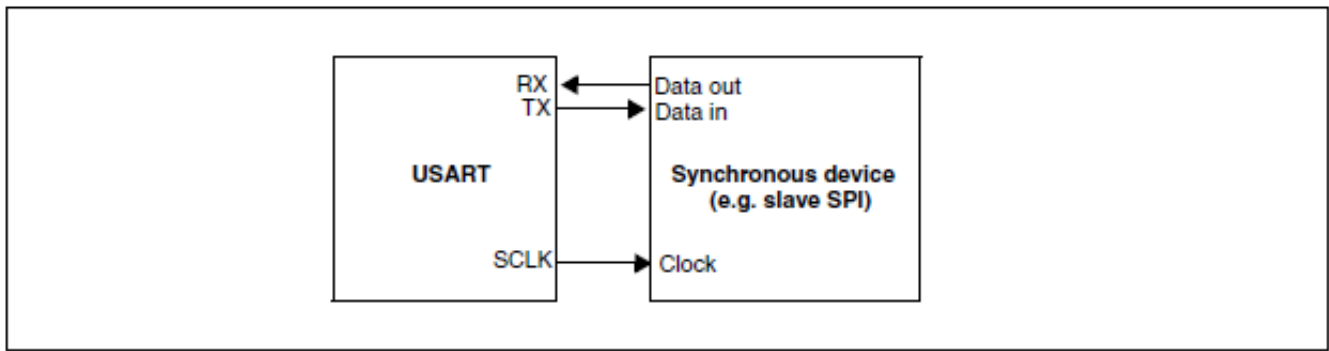 RX
TX
USART
SCLK
Data out
Data in
Synchronous device
(e.g. slave SPI)
Clock